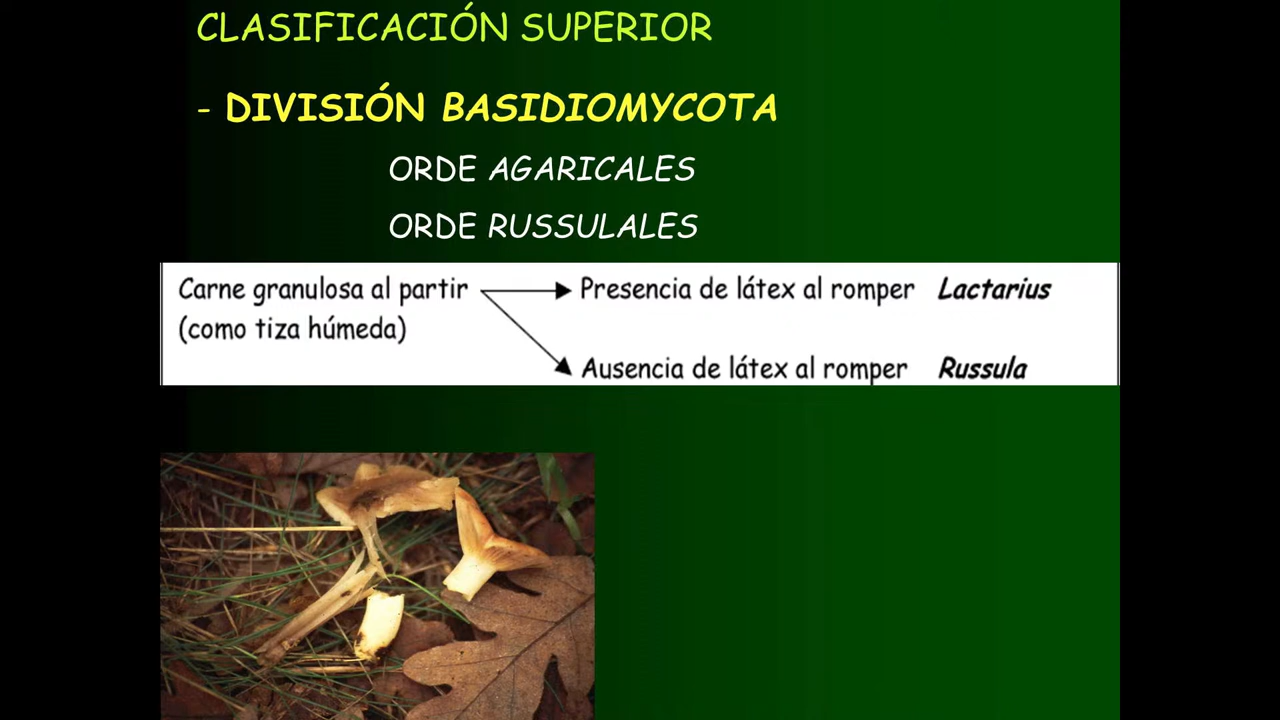 CLASIFICACIÓN SUPERIOR
- DIVISIÓN BASIDIOMYCOTA
ORDE AGARICALES
ORDE RUSSULALES
Carne granulosa al partir Presencia de látex al romper Lactarius
(como tiza húmeda)
Ausencia de látex al romper Russula